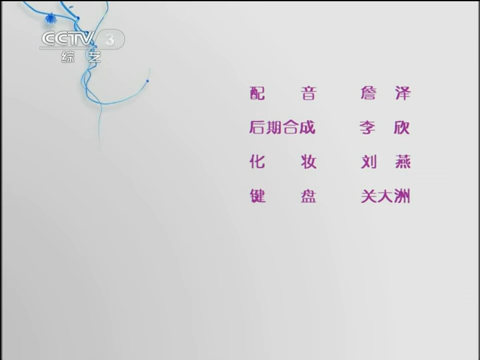 CCTV 3
综艺
配音 詹泽
后期合成 李欣
化妆 刘燕
键盘 关大洲